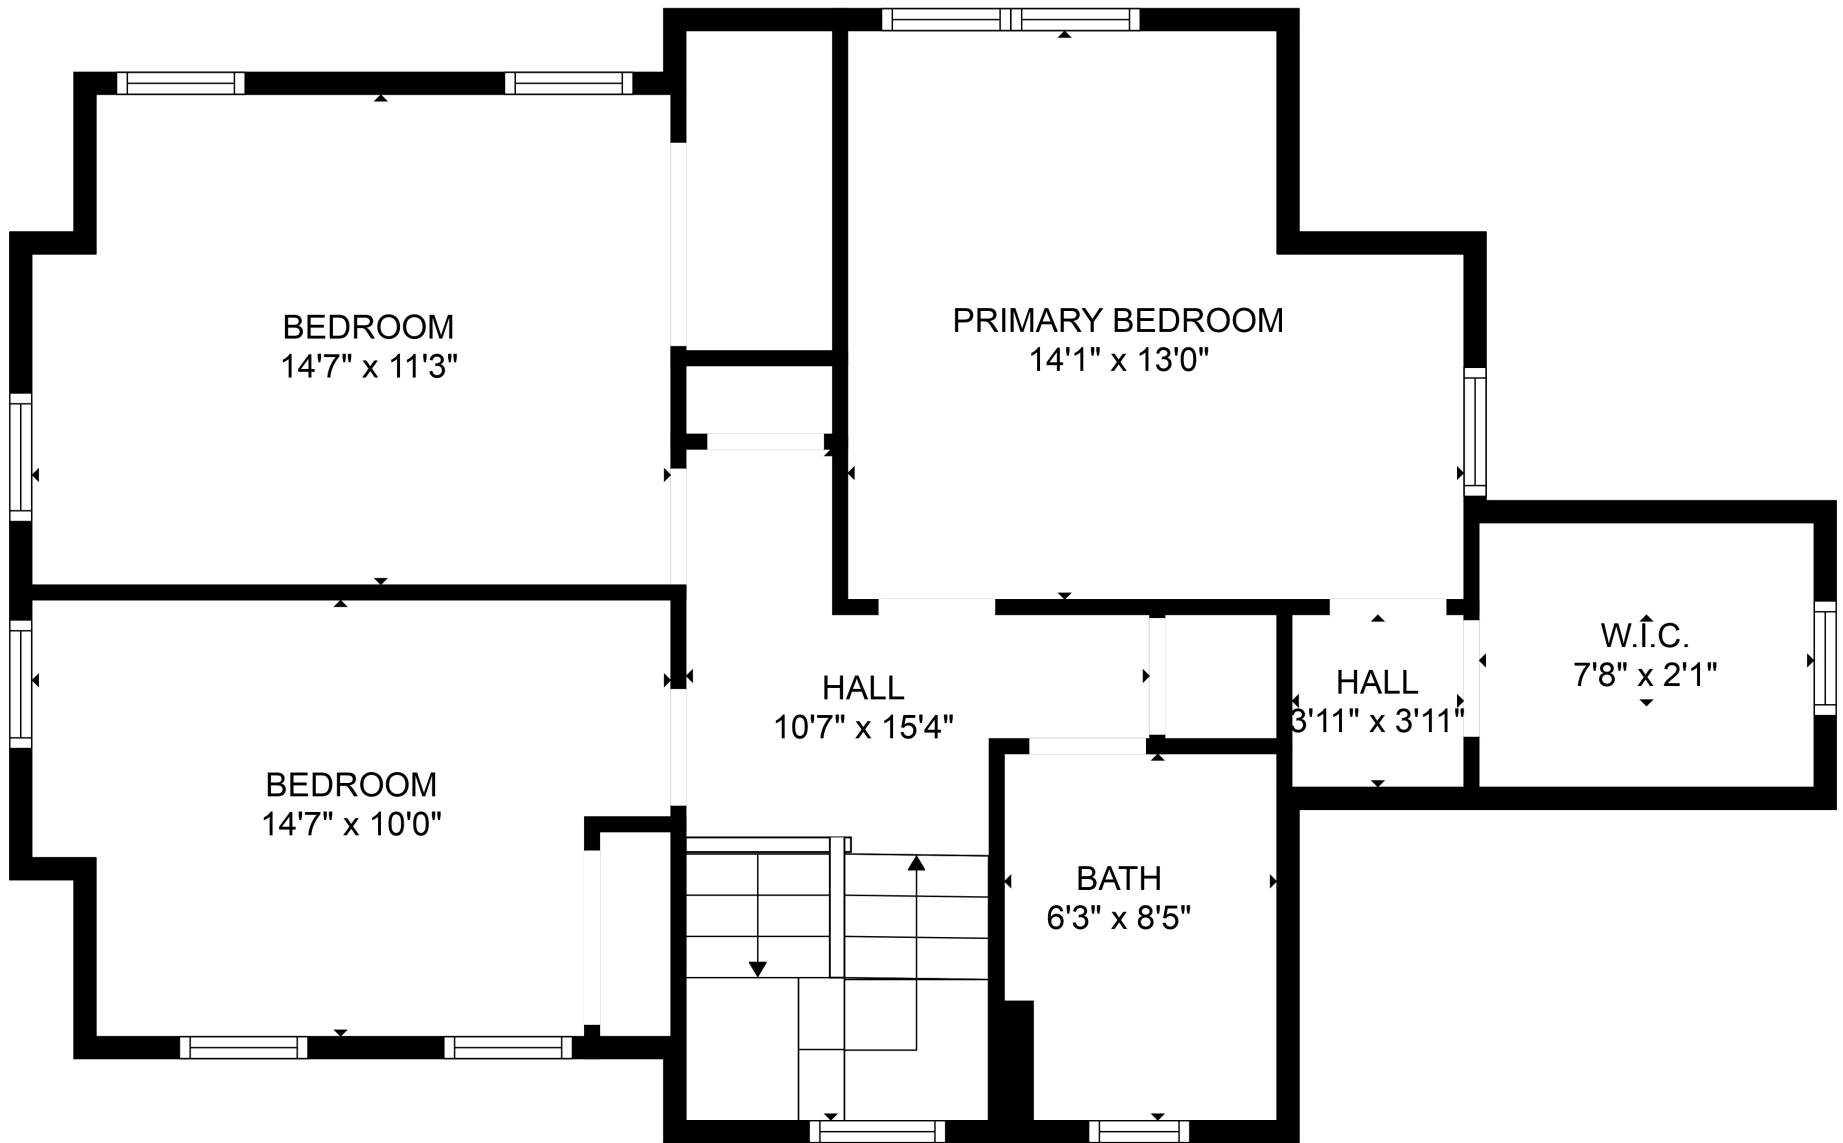 BEDROOM
14'7" x 11'3"
PRIMARY BEDROOM
14'1" x 13'0"
W.I.C.
7'8" x 2'1"
HALL
10'7" x 15'4"
HALL
3'11" x 3'11"
BEDROOM
14'7" x 10'0"
BATH
6'3" x 8'5"